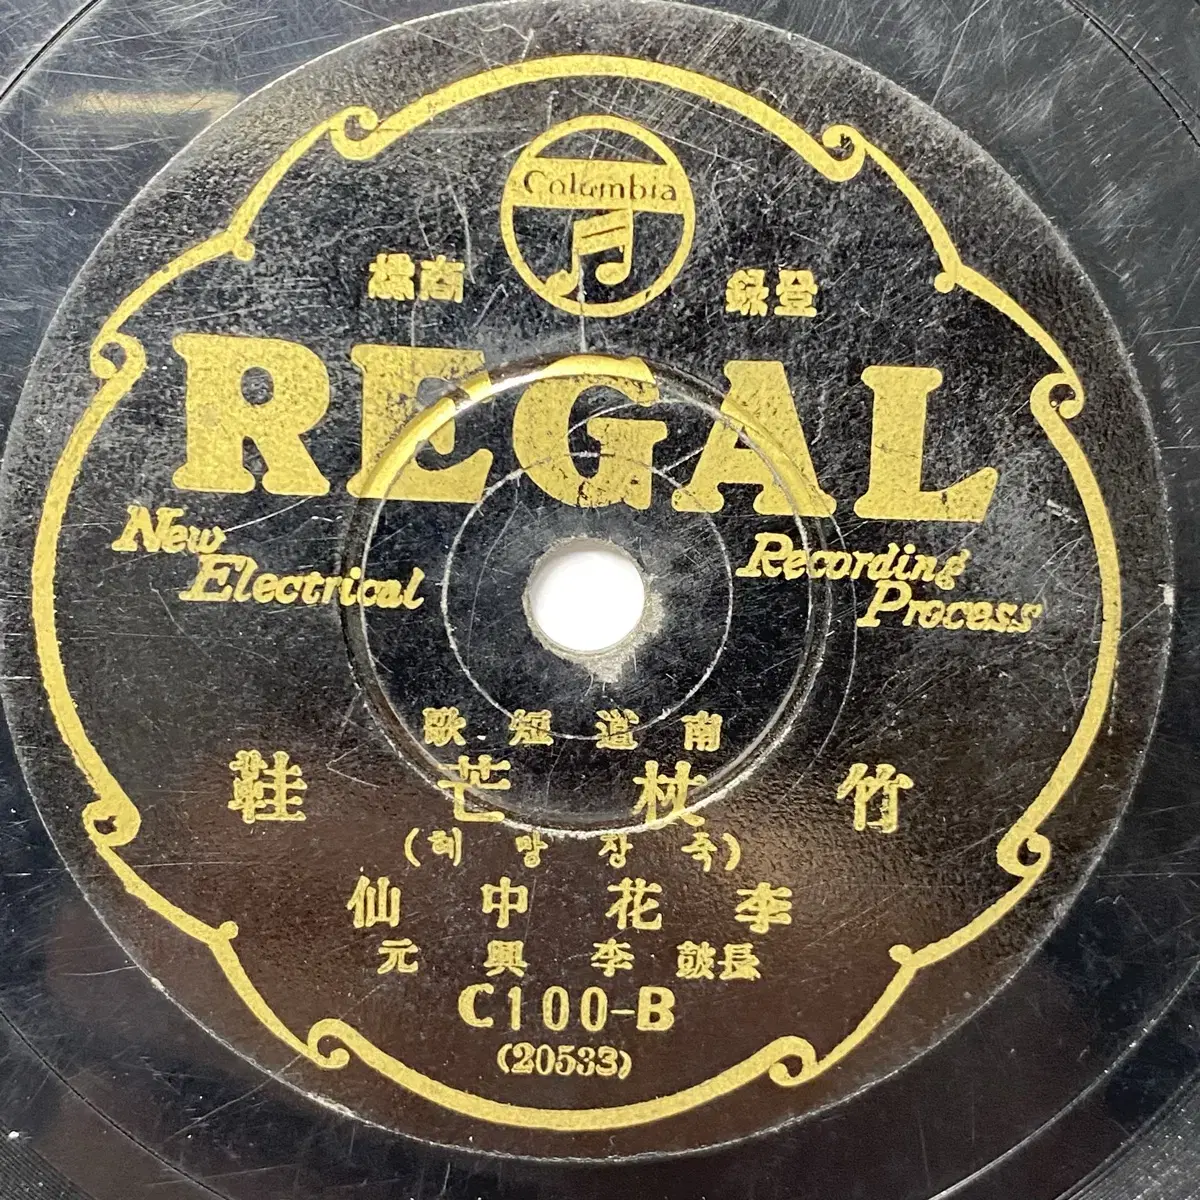 Columbia
登録 商標
REGAL
New Electrical
Recording Process
南道短歌
竹杖芒鞋
(죽장망혜)
李花中仙
長鼓 李興元
C100-B
(20533)